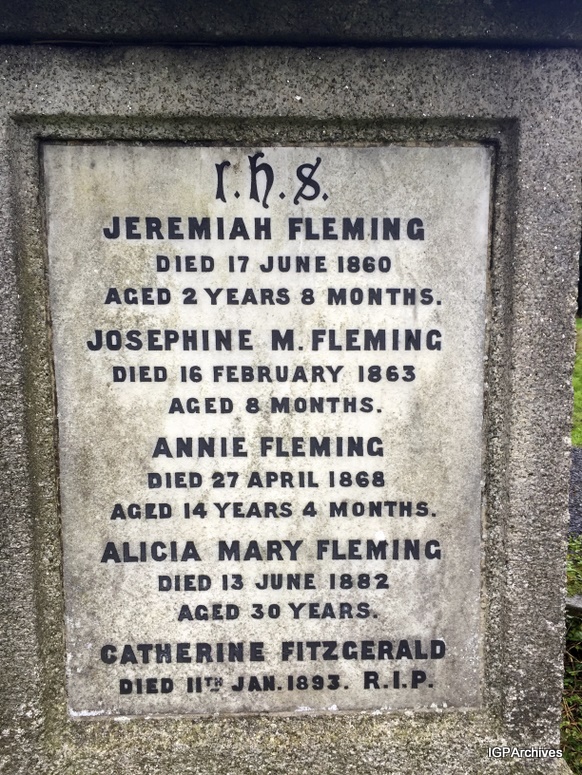 I.H.S.
JEREMIAH FLEMING
DIED 17 JUNE 1860
AGED 2 YEARS 8 MONTHS.
JOSEPHINE M. FLEMING
DIED 16 FEBRUARY 1863
AGED 8 MONTHS.
ANNIE FLEMING
DIED 27 APRIL 1868
AGED 14 YEARS 4 MONTHS.
ALICIA MARY FLEMING
DIED 13 JUNE 1882
AGED 30 YEARS.
CATHERINE FITZGERALD
DIED 11TH JAN. 1893. R.I.P.
IGPArchives